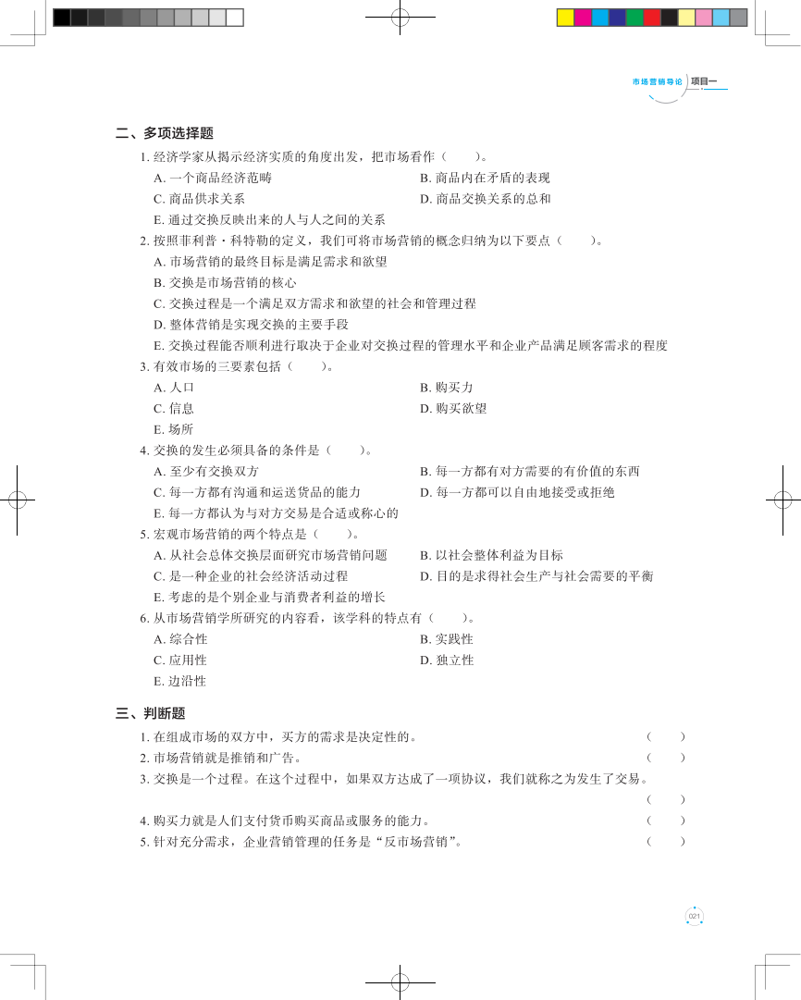 市场营销导论 项目一
二、多项选择题
1. 经济学家从揭示经济实质的角度出发，把市场看作（　　）。
A. 一个商品经济范畴　　B. 商品内在矛盾的表现
C. 商品供求关系　　D. 商品交换关系的总和
E. 通过交换反映出来的人与人之间的关系
2. 按照菲利普·科特勒的定义，我们可将市场营销的概念归纳为以下要点（　　）。
A. 市场营销的最终目标是满足需求和欲望
B. 交换是市场营销的核心
C. 交换过程是一个满足双方需求和欲望的社会和管理过程
D. 整体营销是实现交换的主要手段
E. 交换过程能否顺利进行取决于企业对交换过程的管理水平和企业产品满足顾客需求的程度
3. 有效市场的三要素包括（　　）。
A. 人口　　B. 购买力
C. 信息　　D. 购买欲望
E. 场所
4. 交换的发生必须具备的条件是（　　）。
A. 至少有交换双方　　B. 每一方都有对方需要的有价值的东西
C. 每一方都有沟通和运送货品的能力　　D. 每一方都可以自由地接受或拒绝
E. 每一方都认为与对方交易是合适或称心的
5. 宏观市场营销的两个特点是（　　）。
A. 从社会总体交换层面研究市场营销问题　　B. 以社会整体利益为目标
C. 是一种企业的社会经济活动过程　　D. 目的是求得社会生产与社会需要的平衡
E. 考虑的是个别企业与消费者利益的增长
6. 从市场营销学所研究的内容看，该学科的特点有（　　）。
A. 综合性　　B. 实践性
C. 应用性　　D. 独立性
E. 边沿性
三、判断题
1. 在组成市场的双方中，买方的需求是决定性的。（　　）
2. 市场营销就是推销和广告。（　　）
3. 交换是一个过程。在这个过程中，如果双方达成了一项协议，我们就称之为发生了交易。
（　　）
4. 购买力就是人们支付货币购买商品或服务的能力。（　　）
5. 针对充分需求，企业营销管理的任务是“反市场营销”。（　　）
021